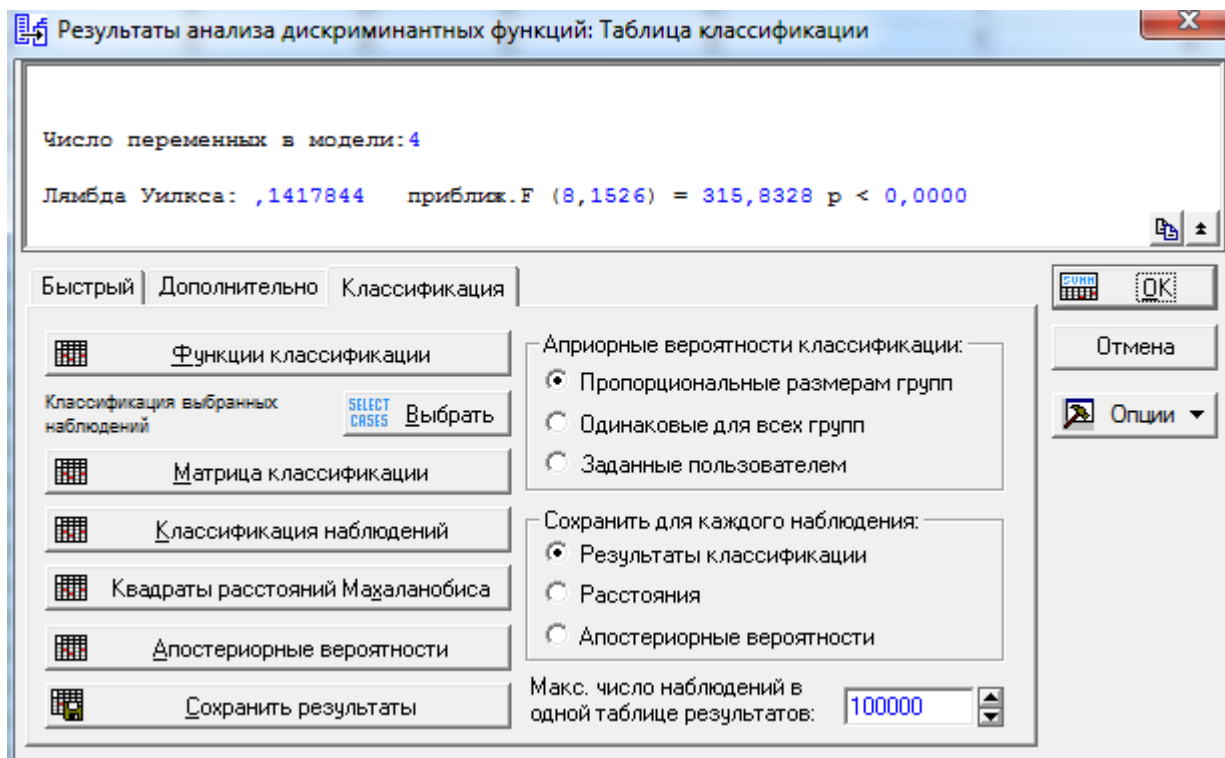 Результаты анализа дискриминантных функций: Таблица классификации
x
Число переменных в модели:4
Лямбда Уилкса: ,1417844 приближ.F (8,1526) = 315,8328 p < 0,0000
Быстрый Дополнительно Классификация
Функции классификации
Классификация выбранных
наблюдений
SELECT
CASES
Выбрать
Матрица классификации
Классификация наблюдений
Квадраты расстояний Махаланобиса
Апостериорные вероятности
Сохранить результаты
Априорные вероятности классификации:
Пропорциональные размерам групп
Одинаковые для всех групп
Заданные пользователем
Сохранить для каждого наблюдения:
Результаты классификации
Расстояния
Апостериорные вероятности
Макс. число наблюдений в
одной таблице результатов:
100000
SUMM
OK
Отмена
Опции